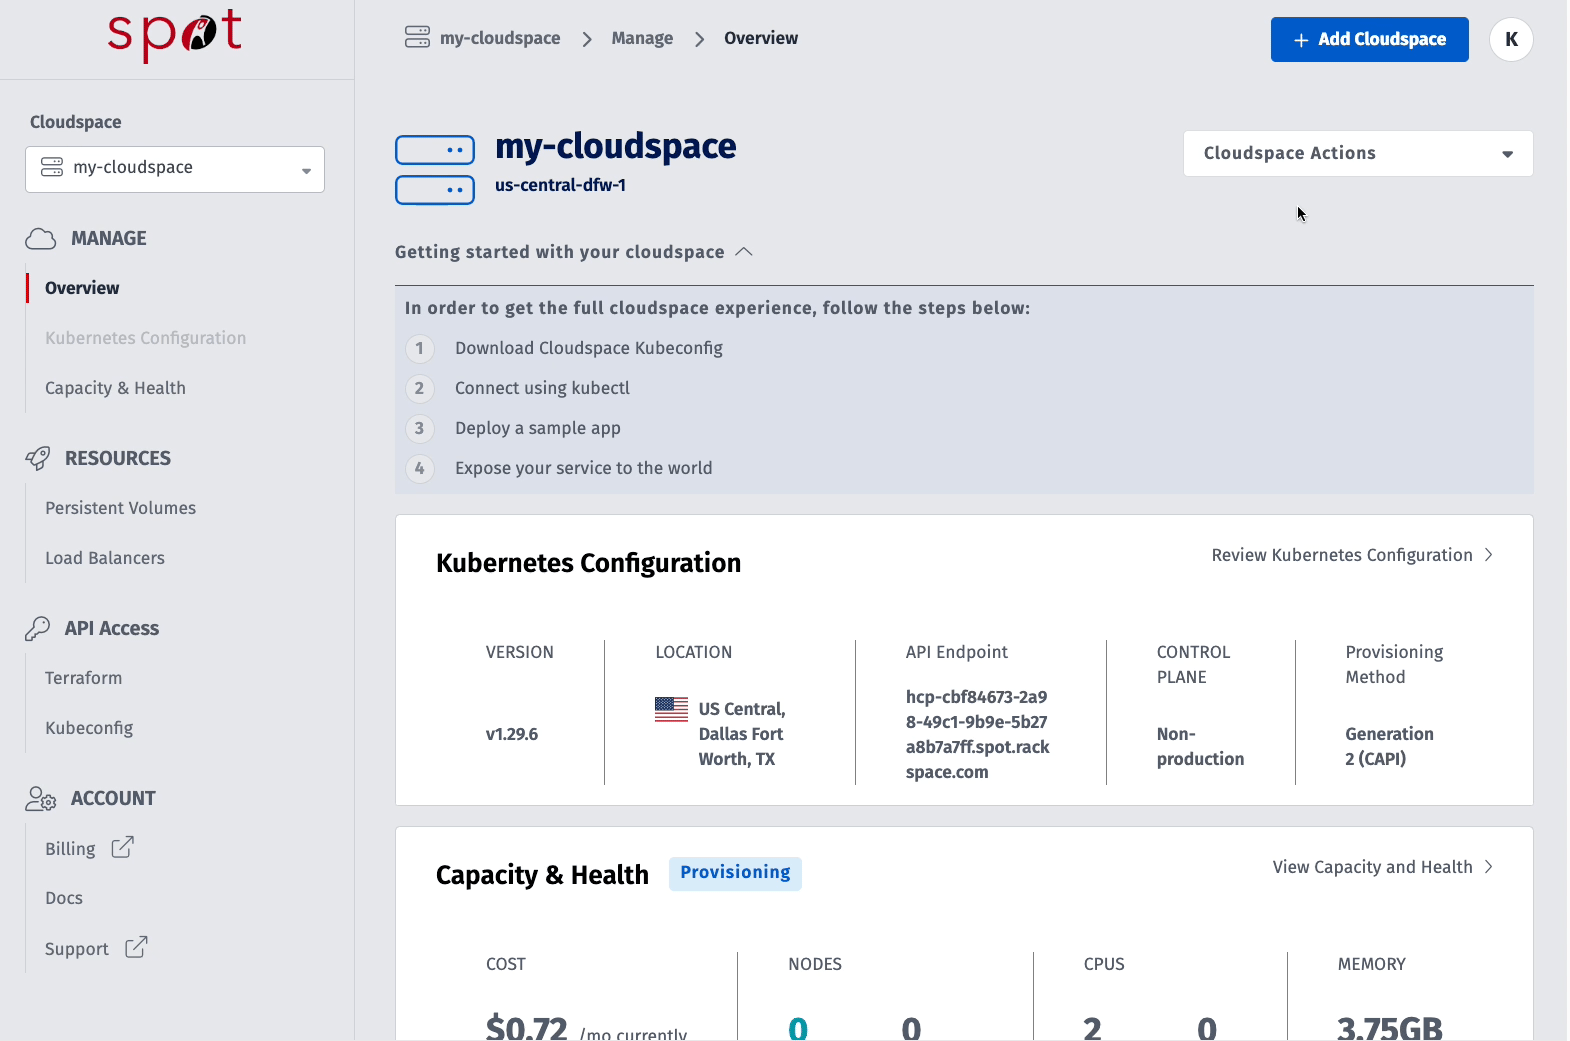 spot
my-cloudspace > Manage > Overview
+ Add Cloudspace
K
Cloudspace
my-cloudspace
MANAGE
Overview
Kubernetes Configuration
Capacity & Health
RESOURCES
Persistent Volumes
Load Balancers
API Access
Terraform
Kubeconfig
ACCOUNT
Billing
Docs
Support
my-cloudspace
us-central-dfw-1
Cloudspace Actions
Getting started with your cloudspace
In order to get the full cloudspace experience, follow the steps below:
1 Download Cloudspace Kubeconfig
2 Connect using kubectl
3 Deploy a sample app
4 Expose your service to the world
Kubernetes Configuration
Review Kubernetes Configuration >
VERSION
v1.29.6
LOCATION
US Central,
Dallas Fort
Worth, TX
API Endpoint
hcp-cbf84673-2a9
8-49c1-9b9e-5b27
a8b7a7ff.spot.rack
space.com
CONTROL
PLANE
Non-
production
Provisioning
Method
Generation
2 (CAPI)
Capacity & Health
Provisioning
View Capacity and Health >
COST
$0.72 /mo currently
NODES
0 0
CPUS
2 0
MEMORY
3.75GB